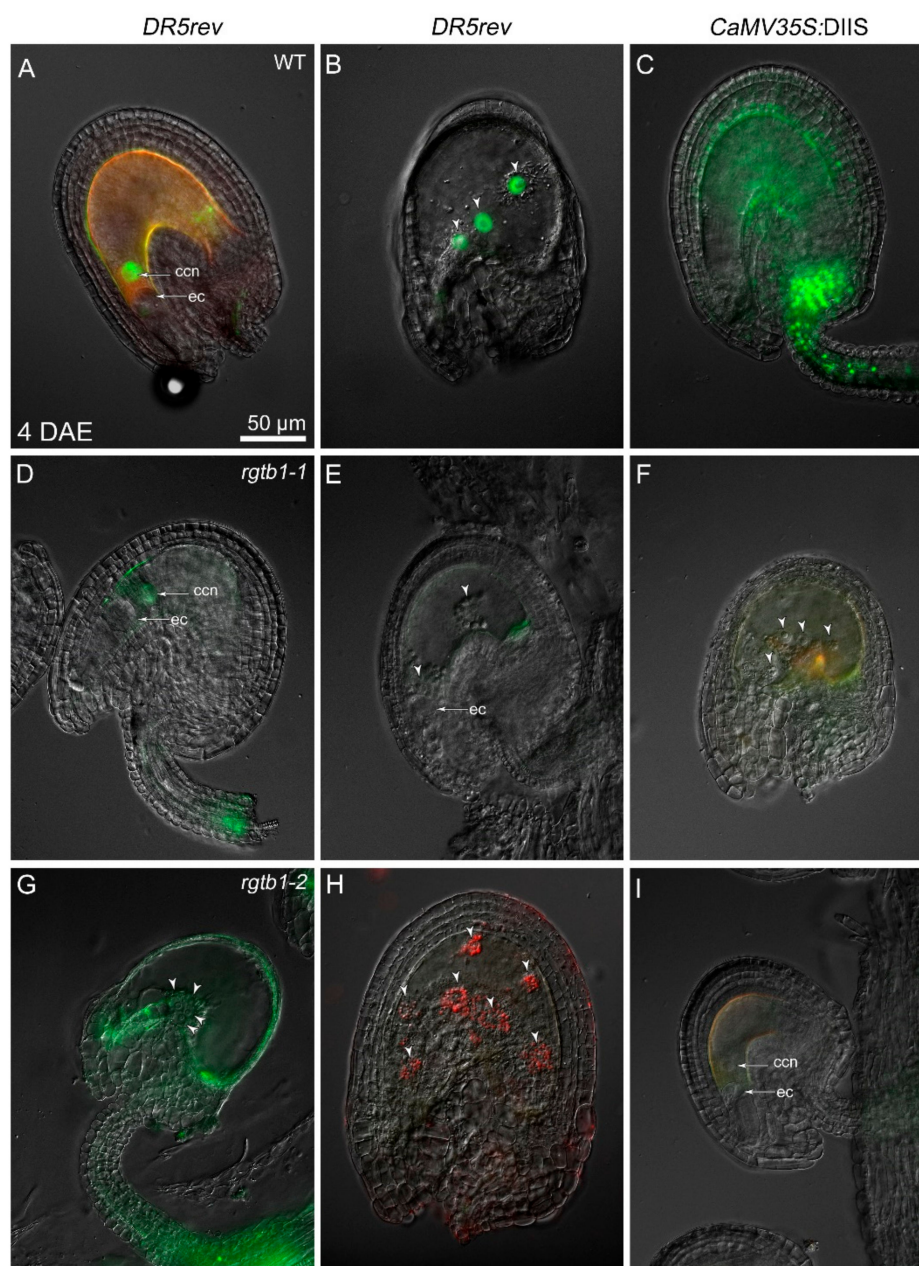 DR5rev DR5rev CaMV35S:DIIS
A WT B C
ccn
ec
4 DAE 50 µm
D rgtb1-1 E F
ccn
ec
ec
G rgtb1-2 H I
ccn
ec